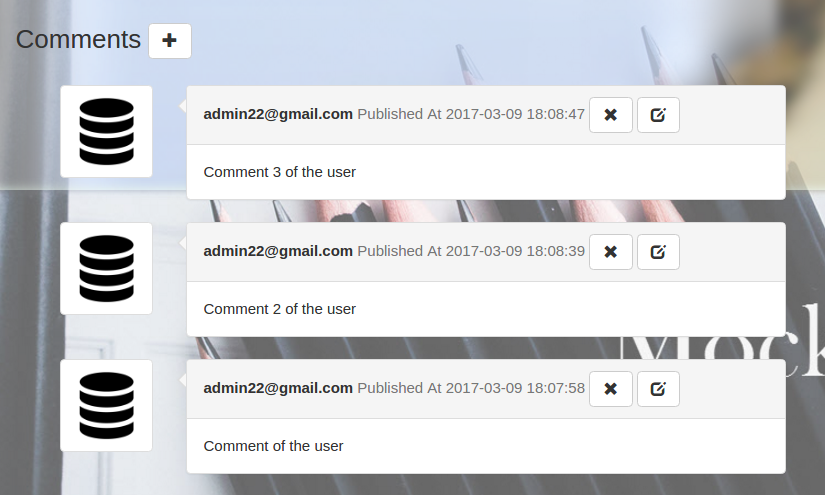 Comments
admin22@gmail.com Published At 2017-03-09 18:08:47
Comment 3 of the user
admin22@gmail.com Published At 2017-03-09 18:08:39
Comment 2 of the user
Mock
admin22@gmail.com Published At 2017-03-09 18:07:58
Comment of the user